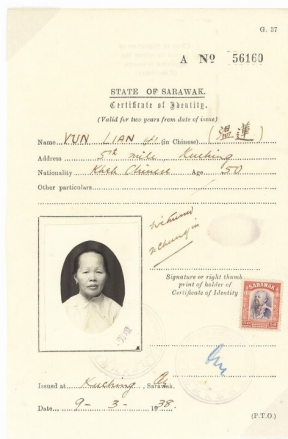 G. 37
A Nº 56160
STATE OF SARAWAK.
Certificate of Identity.
(Valid for two years from date of issue)
Name YUN LIAN (in Chinese) (温蓮)
Address 5th mile Kuching
Nationality Kheh Chinese Age 50
Other particulars
Witness
Signature or right thumb
print of holder of
Certificate of Identity
SARAWAK
Issued at Kuching, Sarawak.
Date 9-3-1938.
(P.T.O.)